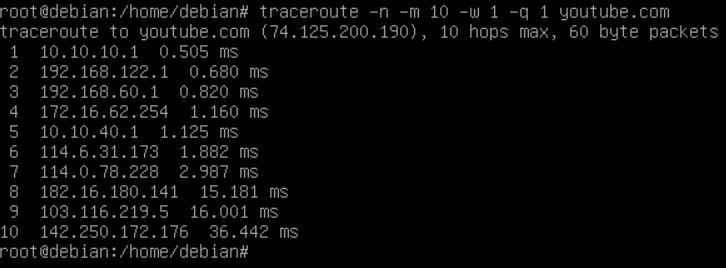 root@debian:/home/debian# traceroute -n -m 10 -w 1 -q 1 youtube.com
traceroute to youtube.com (74.125.200.190), 10 hops max, 60 byte packets
 1  10.10.10.1  0.505 ms
 2  192.168.122.1  0.680 ms
 3  192.168.60.1  0.820 ms
 4  172.16.62.254  1.160 ms
 5  10.10.40.1  1.125 ms
 6  114.6.31.173  1.882 ms
 7  114.0.78.228  2.987 ms
 8  182.16.180.141  15.181 ms
 9  103.116.219.5  16.001 ms
10  142.250.172.176  36.442 ms
root@debian:/home/debian#